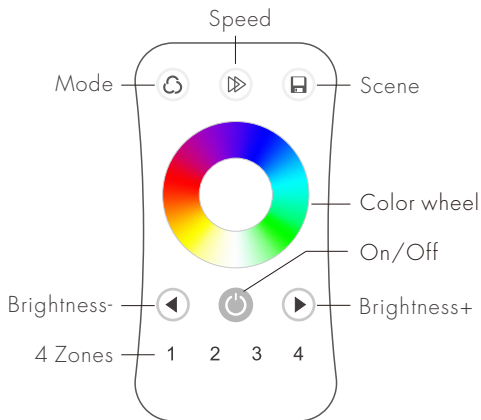 Speed
Mode
Scene
Color wheel
On/Off
Brightness-
Brightness+
4 Zones
1 2 3 4